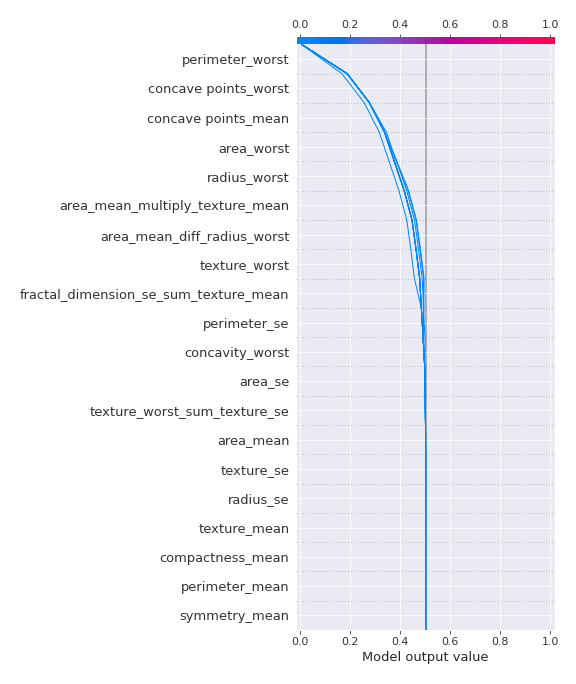 0.0 0.2 0.4 0.6 0.8 1.0
perimeter_worst
concave points_worst
concave points_mean
area_worst
radius_worst
area_mean_multiply_texture_mean
area_mean_diff_radius_worst
texture_worst
fractal_dimension_se_sum_texture_mean
perimeter_se
concavity_worst
area_se
texture_worst_sum_texture_se
area_mean
texture_se
radius_se
texture_mean
compactness_mean
perimeter_mean
symmetry_mean
0.0 0.2 0.4 0.6 0.8 1.0
Model output value